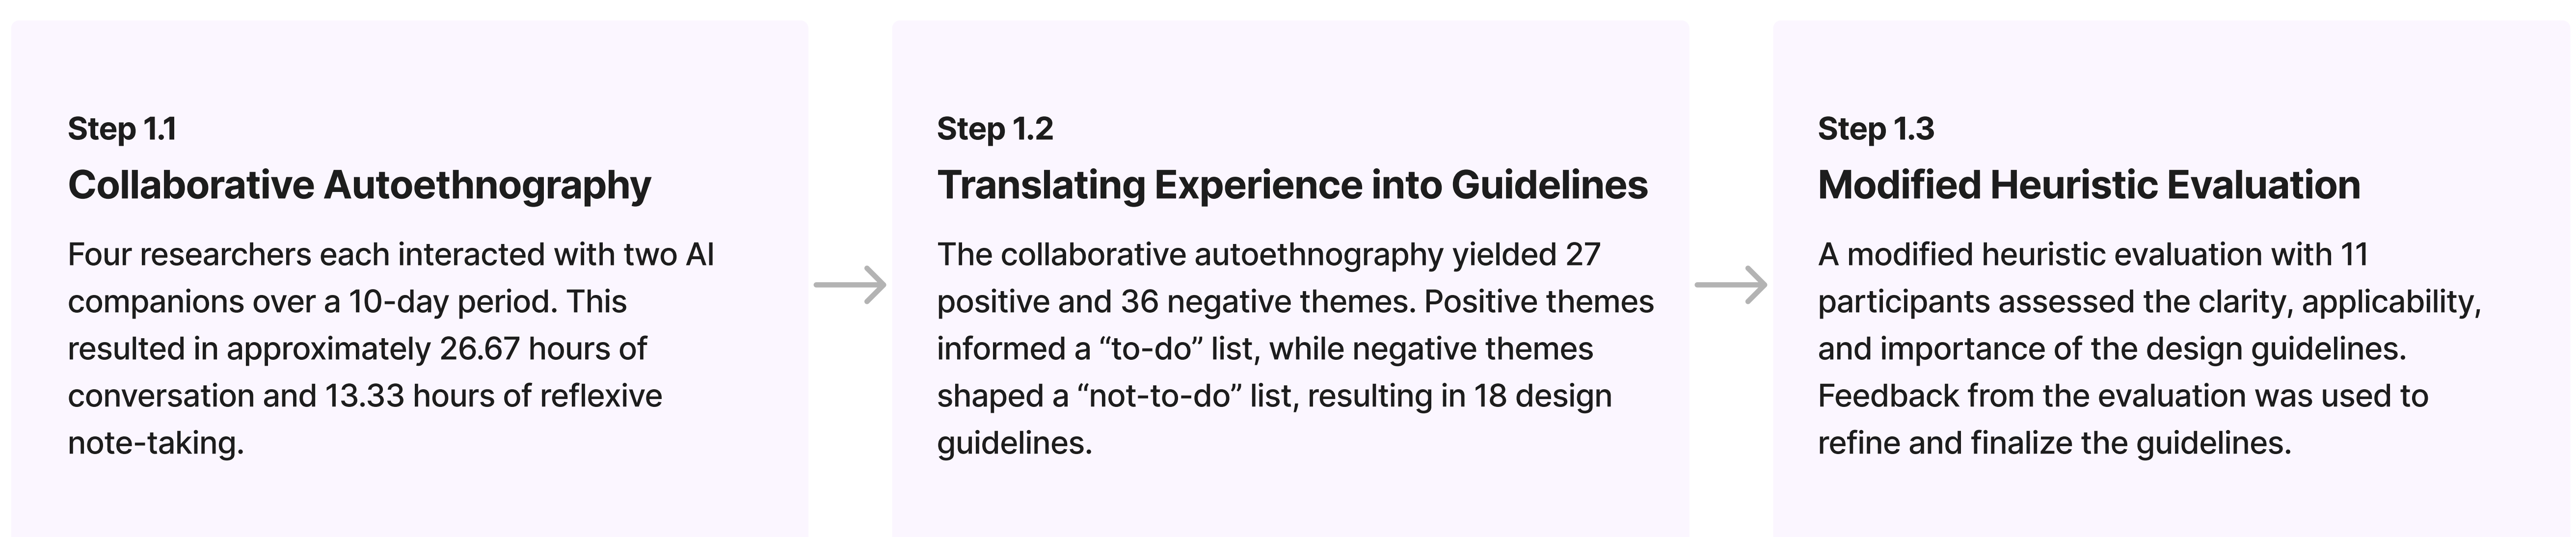 Step 1.1
Collaborative Autoethnography
Four researchers each interacted with two AI
companions over a 10-day period. This
resulted in approximately 26.67 hours of
conversation and 13.33 hours of reflexive
note-taking.
Step 1.2
Translating Experience into Guidelines
The collaborative autoethnography yielded 27
positive and 36 negative themes. Positive themes
informed a “to-do” list, while negative themes
shaped a “not-to-do” list, resulting in 18 design
guidelines.
Step 1.3
Modified Heuristic Evaluation
A modified heuristic evaluation with 11
participants assessed the clarity, applicability,
and importance of the design guidelines.
Feedback from the evaluation was used to
refine and finalize the guidelines.